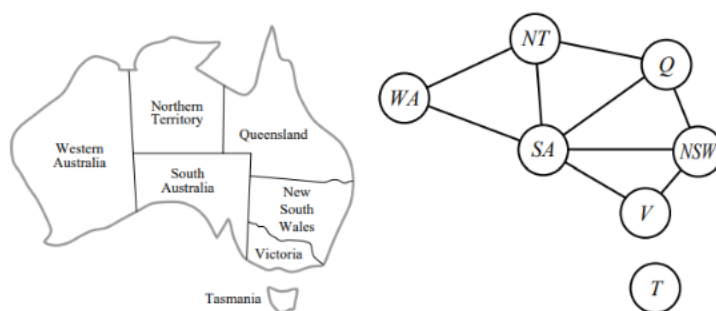 Northern
Territory
Western
Australia
Queensland
South
Australia
New
South
Wales
Victoria
Tasmania
NT
Q
WA
SA
NSW
V
T